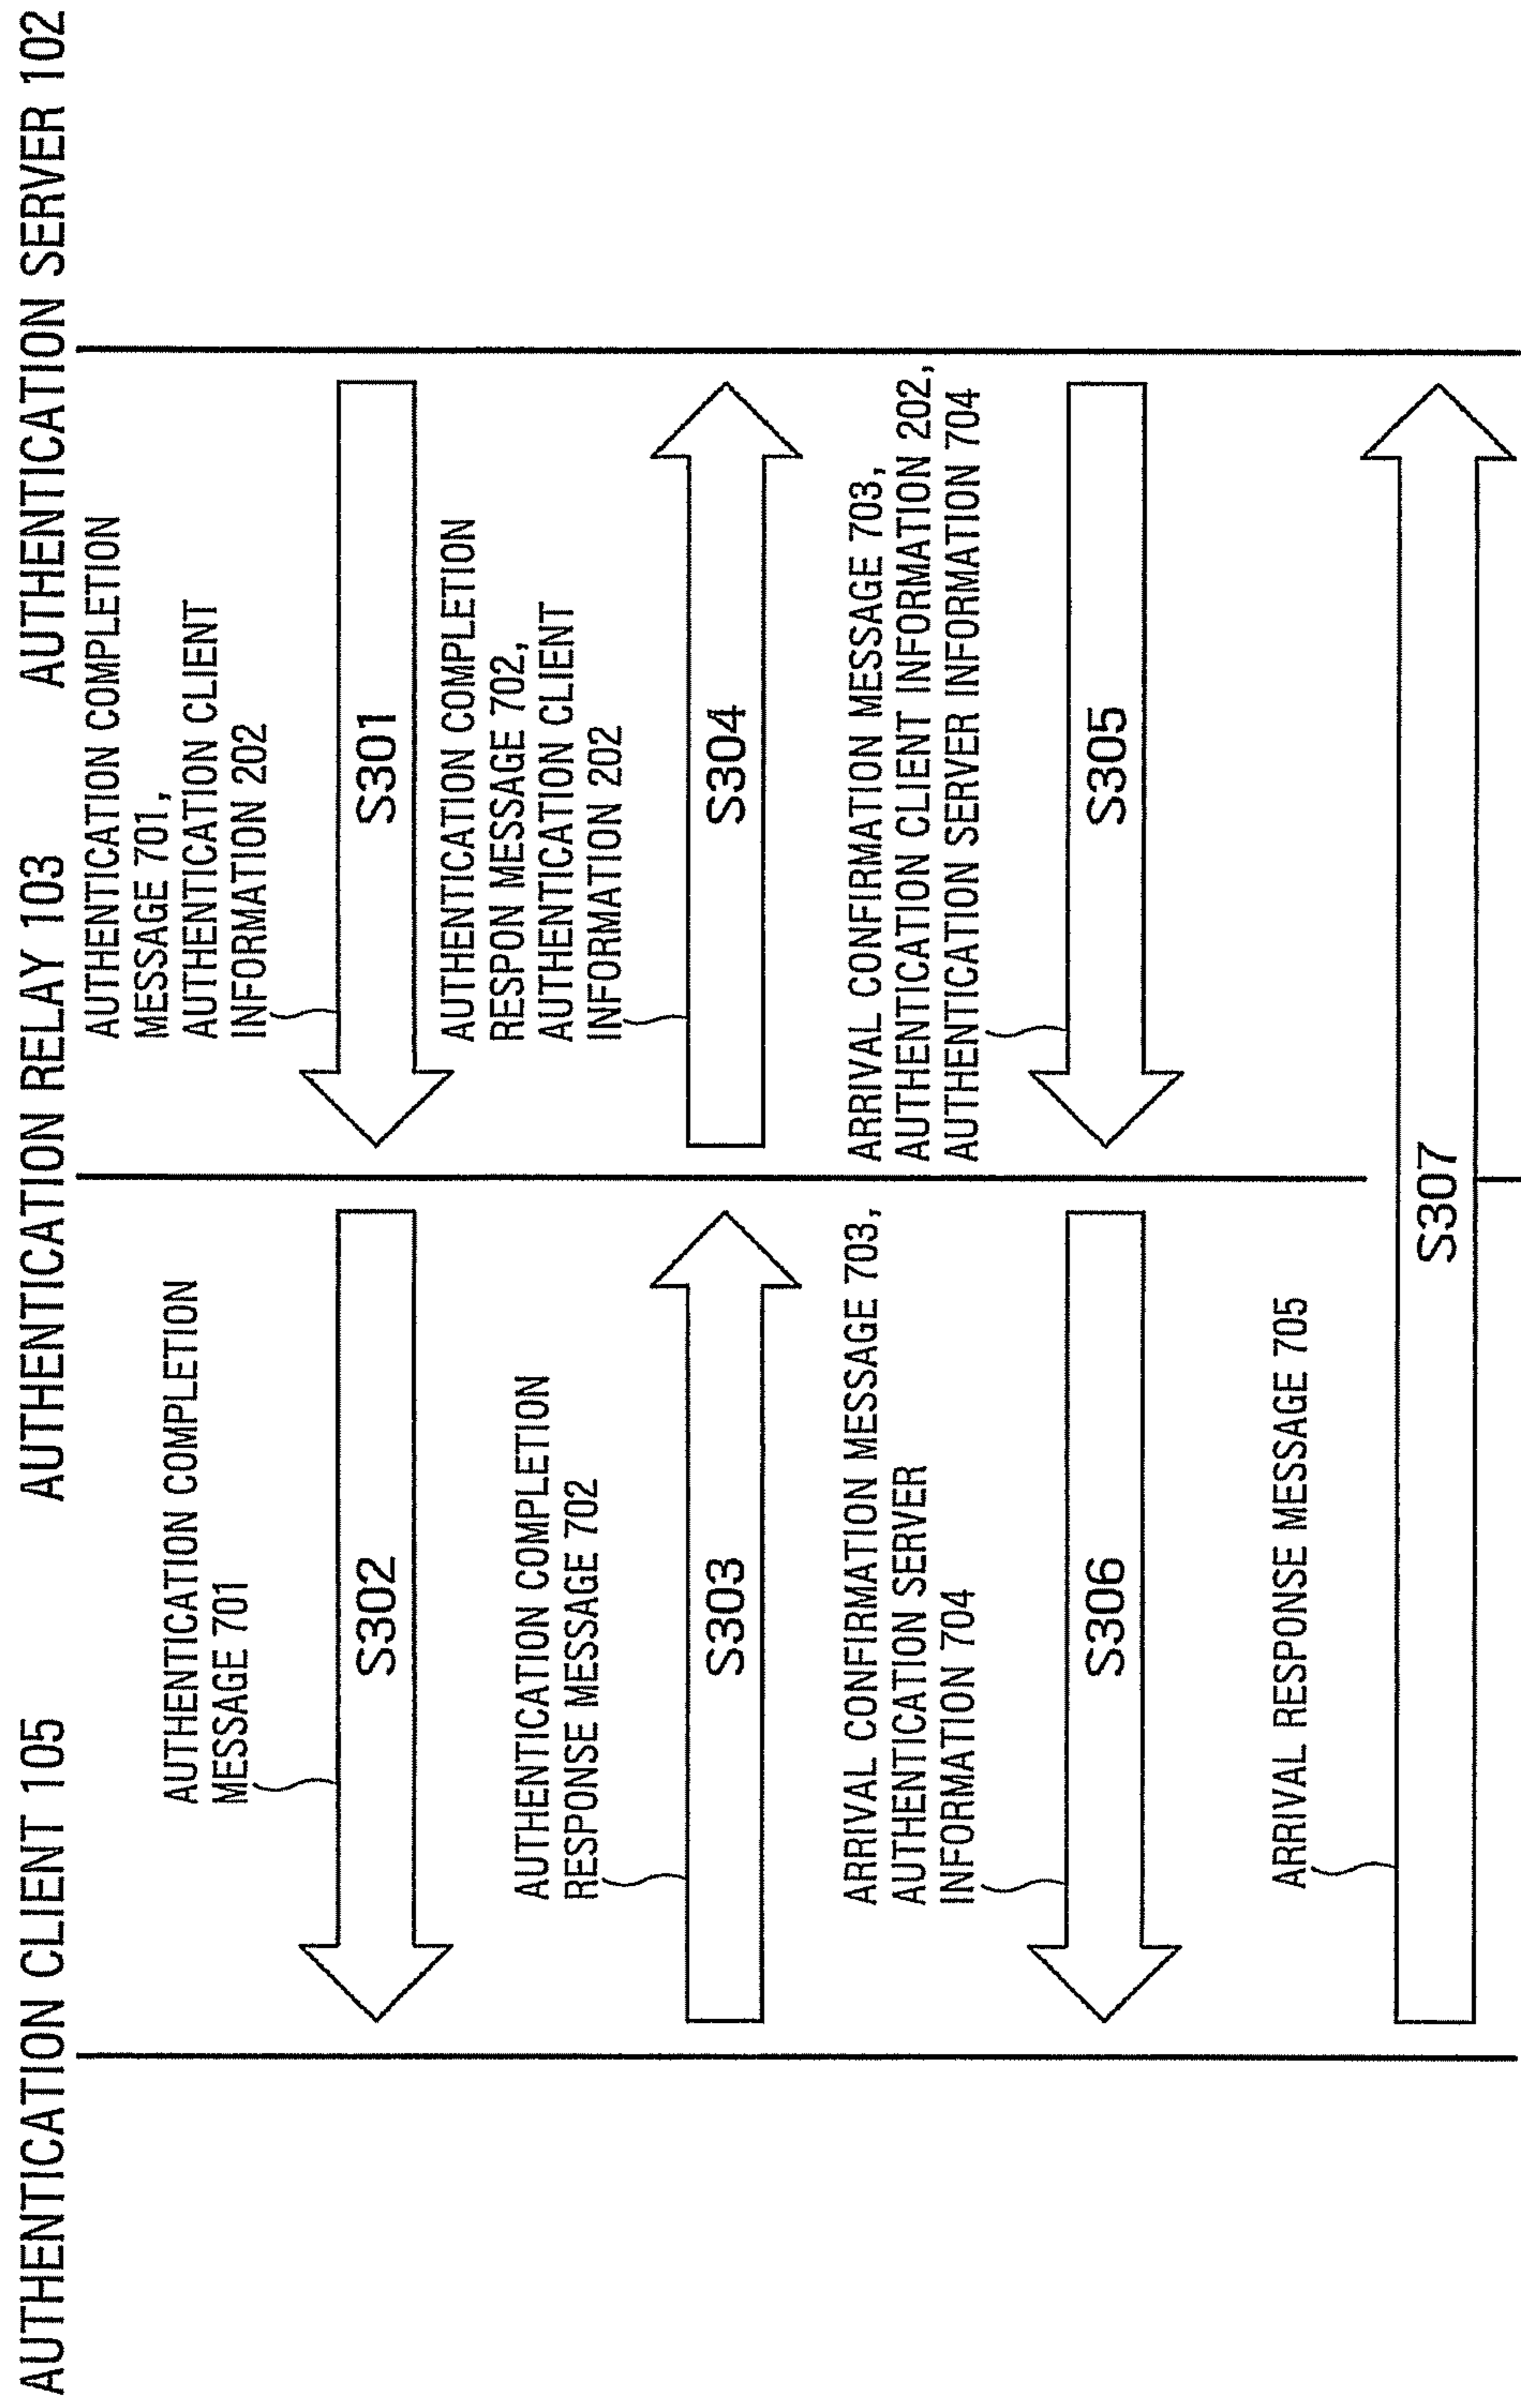 AUTHENTICATION CLIENT 105
AUTHENTICATION RELAY 103
AUTHENTICATION SERVER 102
AUTHENTICATION COMPLETION
MESSAGE 701,
AUTHENTICATION CLIENT
INFORMATION 202
S301
AUTHENTICATION COMPLETION
MESSAGE 701
S302
AUTHENTICATION COMPLETION
RESPONSE MESSAGE 702
S303
AUTHENTICATION COMPLETION
RESPON MESSAGE 702,
AUTHENTICATION CLIENT
INFORMATION 202
S304
ARRIVAL CONFIRMATION MESSAGE 703,
AUTHENTICATION CLIENT INFORMATION 202,
AUTHENTICATION SERVER INFORMATION 704
S305
ARRIVAL CONFIRMATION MESSAGE 703,
AUTHENTICATION SERVER
INFORMATION 704
S306
ARRIVAL RESPONSE MESSAGE 705
S307